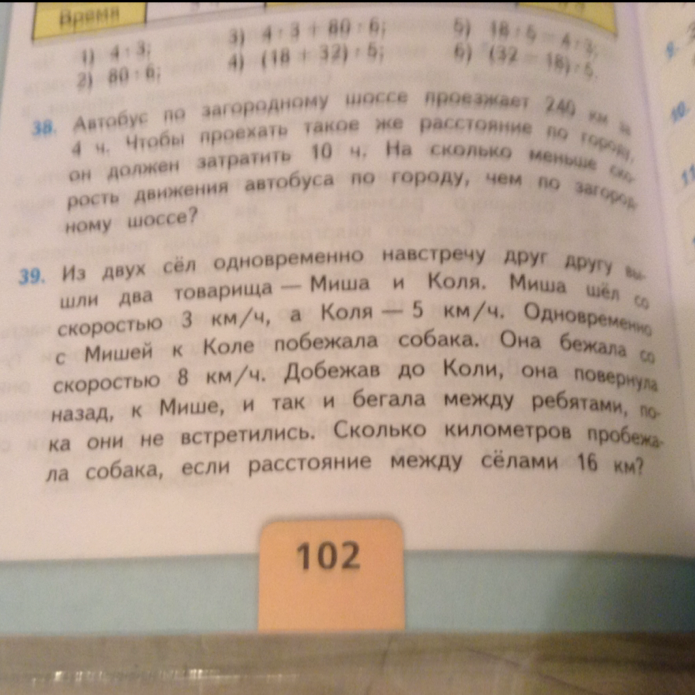 Время
1) 4 · 3; 3) 4 · 3 + 80 : 6; 5) 18 : 5 - 4 : 3;
2) 80 : 6; 4) (18 + 32) : 5; 6) (32 - 18) : 5.
38. Автобус по загородному шоссе проезжает 240 км за
4 ч. Чтобы проехать такое же расстояние по городу,
он должен затратить 10 ч. На сколько меньше ско-
рость движения автобуса по городу, чем по загород-
ному шоссе?
39. Из двух сёл одновременно навстречу друг другу вы-
шли два товарища — Миша и Коля. Миша шёл со
скоростью 3 км/ч, а Коля — 5 км/ч. Одновременно
с Мишей к Коле побежала собака. Она бежала со
скоростью 8 км/ч. Добежав до Коли, она повернула
назад, к Мише, и так и бегала между ребятами, по-
ка они не встретились. Сколько километров пробежа-
ла собака, если расстояние между сёлами 16 км?
102
9.
10.
11